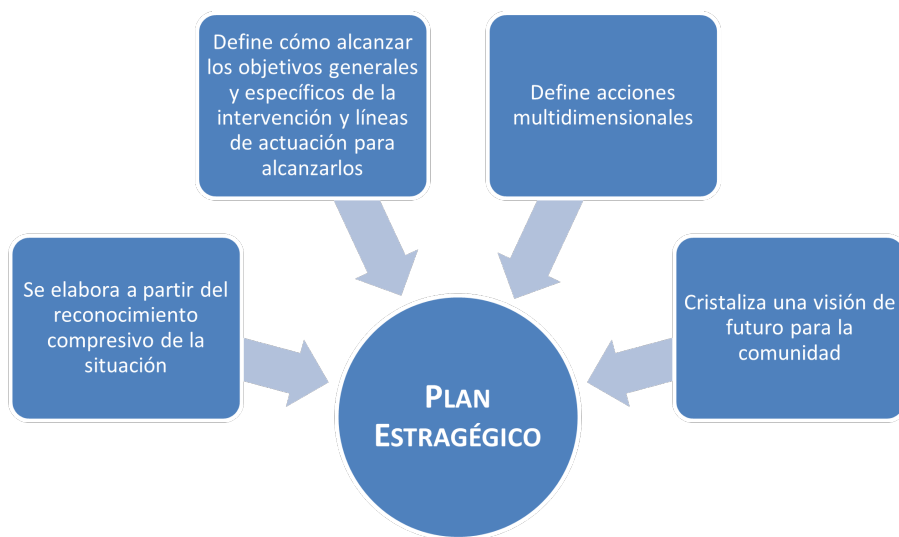 Define cómo alcanzar
los objetivos generales
y específicos de la
intervención y líneas
de actuación para
alcanzarlos
Define acciones
multidimensionales
Se elabora a partir del
reconocimiento
compresivo de la
situación
Cristaliza una visión de
futuro para la
comunidad
PLAN
ESTRAGÉGICO